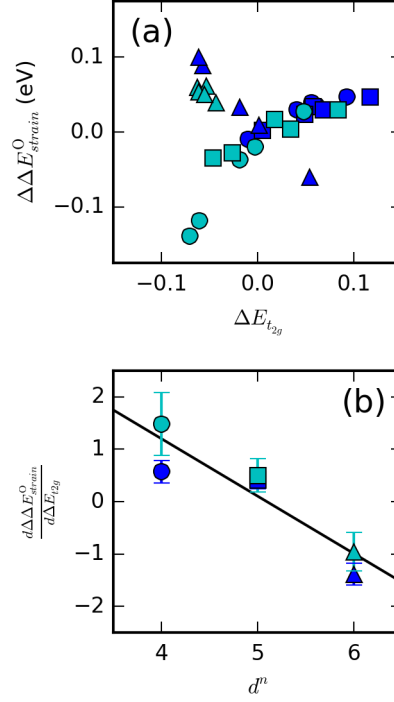 (a)
ΔΔE^O_strain (eV)
0.1
0.0
−0.1
−0.1
0.0
0.1
ΔE_t2g
(b)
dΔΔE^O_strain
dΔE_t2g
2
1
0
−1
−2
4
5
6
d^n